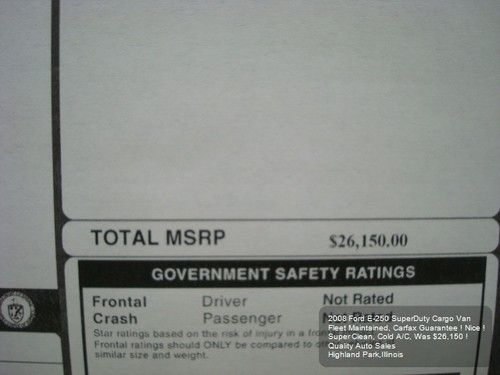 TOTAL MSRP $26,150.00
GOVERNMENT SAFETY RATINGS
Frontal Driver Not Rated
Crash Passenger
Star ratings based on the risk of injury in a
Frontal ratings should ONLY be compared to
similar size and weight.
2008 Ford E-250 SuperDuty Cargo Van
Fleet Maintained, Carfax Guarantee ! Nice !
Super Clean, Cold A/C, Was $26,150 !
Quality Auto Sales
Highland Park,Illinois